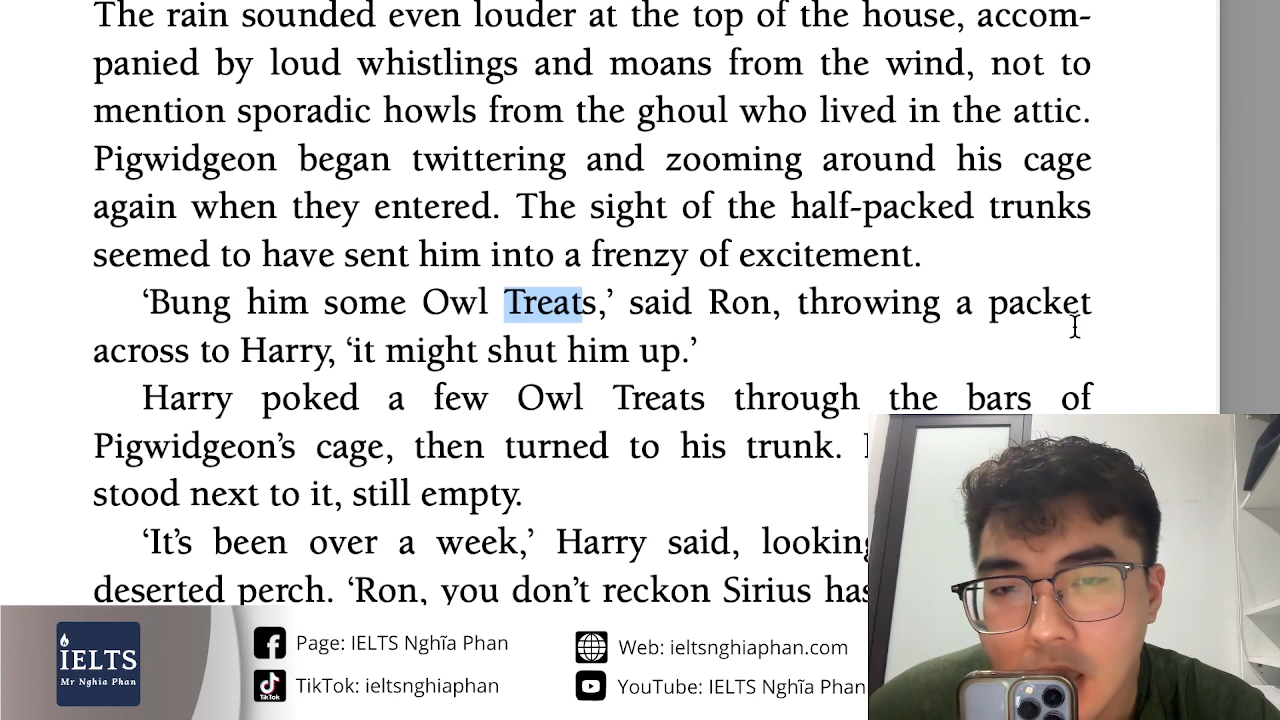 The rain sounded even louder at the top of the house, accom-
panied by loud whistlings and moans from the wind, not to
mention sporadic howls from the ghoul who lived in the attic.
Pigwidgeon began twittering and zooming around his cage
again when they entered. The sight of the half-packed trunks
seemed to have sent him into a frenzy of excitement.
‘Bung him some Owl Treats,’ said Ron, throwing a packet
across to Harry, ‘it might shut him up.’
Harry poked a few Owl Treats through the bars of
Pigwidgeon’s cage, then turned to his trunk.
stood next to it, still empty.
‘It’s been over a week,’ Harry said, looking
deserted perch. ‘Ron, you don’t reckon Sirius has
IELTS
Mr Nghia Phan
Page: IELTS Nghĩa Phan
TikTok
TikTok: ieltsnghiaphan
Web: ieltsnghiaphan.com
YouTube: IELTS Nghĩa Phan